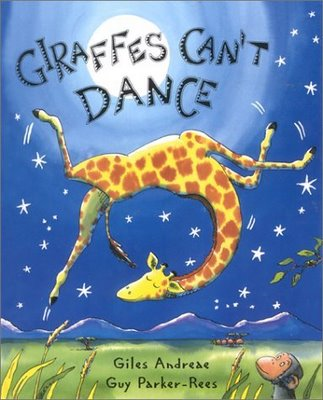 GIRAFFES CAN'T
DANCE
Giles Andreae
Guy Parker-Rees